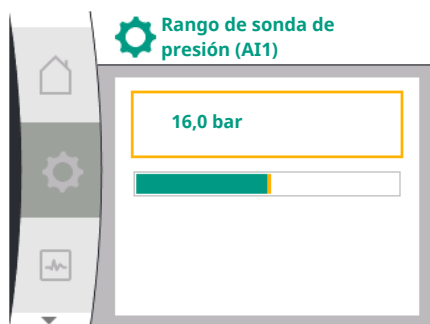 Rango de sonda de
presión (AI1)
16,0 bar